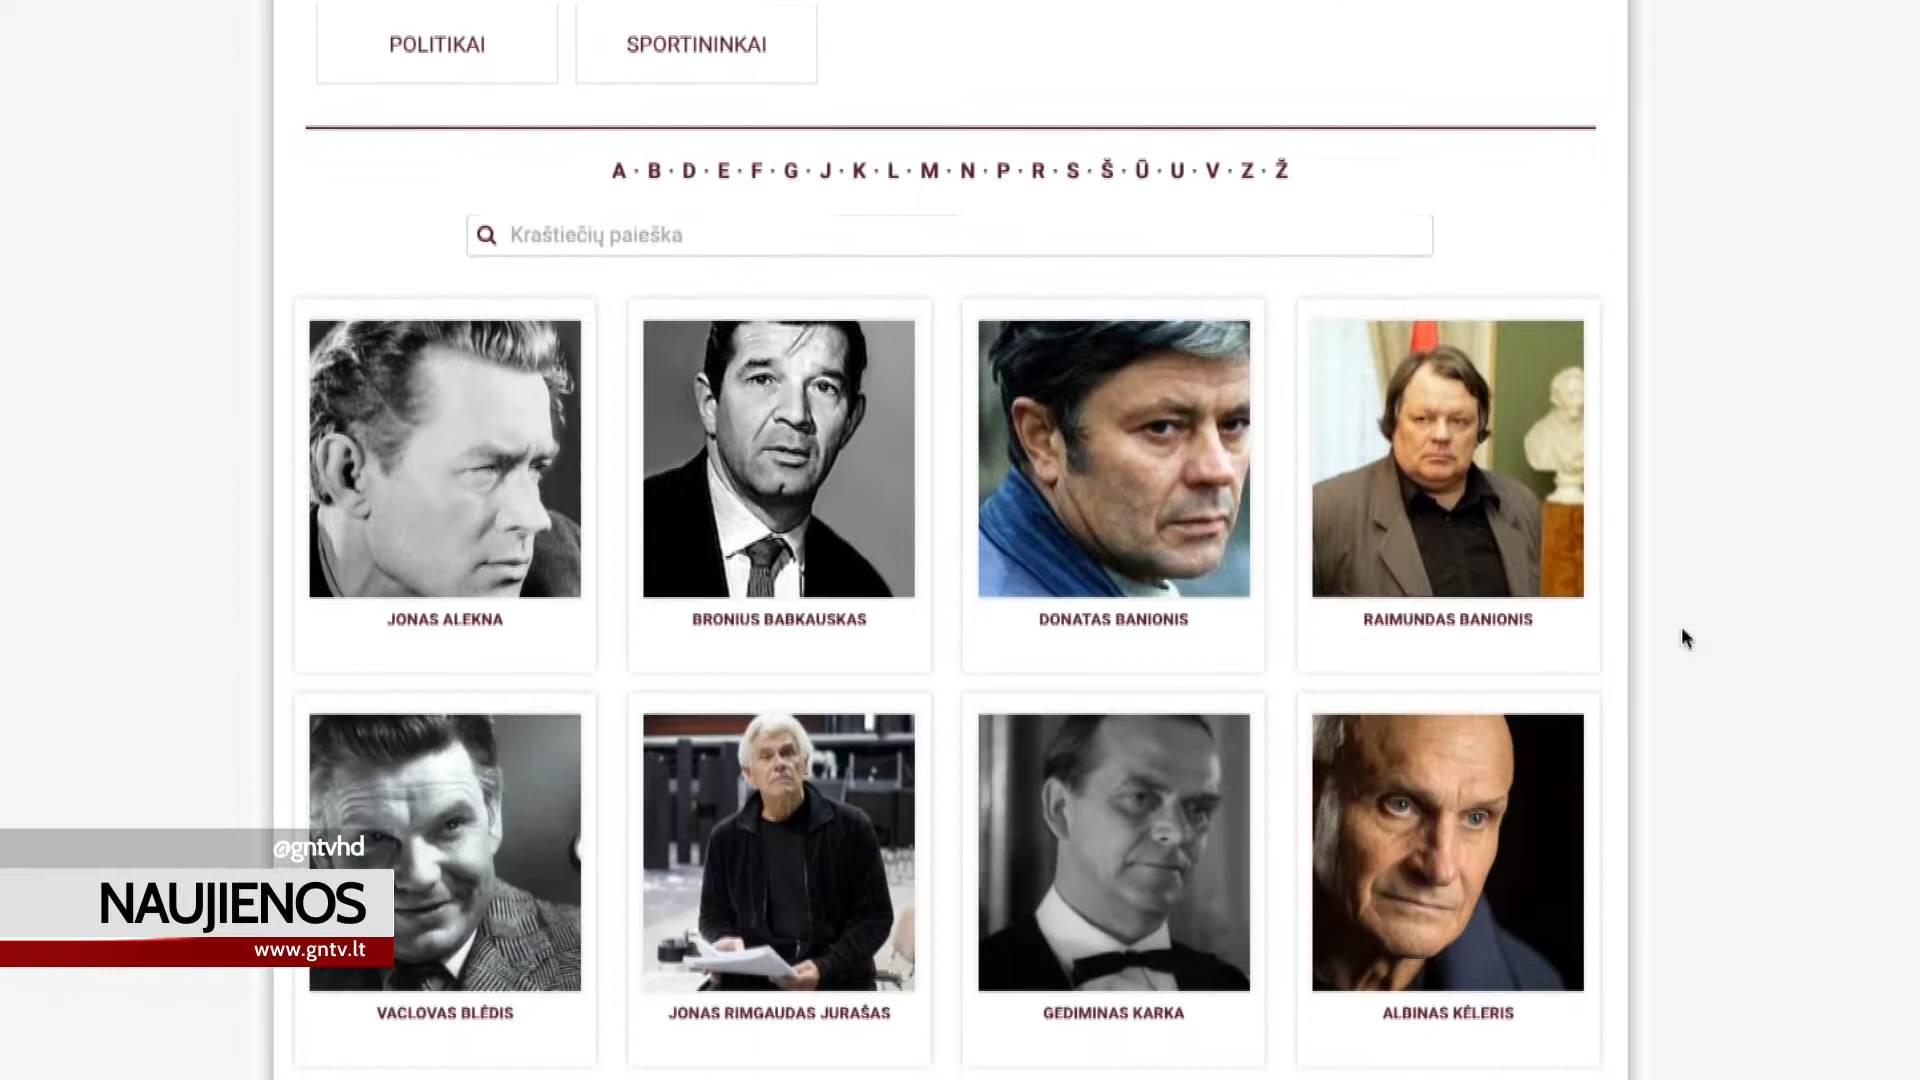 POLITIKAI
SPORTININKAI
A · B · D · E · F · G · J · K · L · M · N · P · R · S · Š · Ū · U · V · Z · Ž
Kraštiečių paieška
JONAS ALEKNA
BRONIUS BABKAUSKAS
DONATAS BANIONIS
RAIMUNDAS BANIONIS
VACLOVAS BLĖDIS
JONAS RIMGAUDAS JURAŠAS
GEDIMINAS KARKA
ALBINAS KĖLERIS
@gntvhd
NAUJIENOS
www.gntv.lt